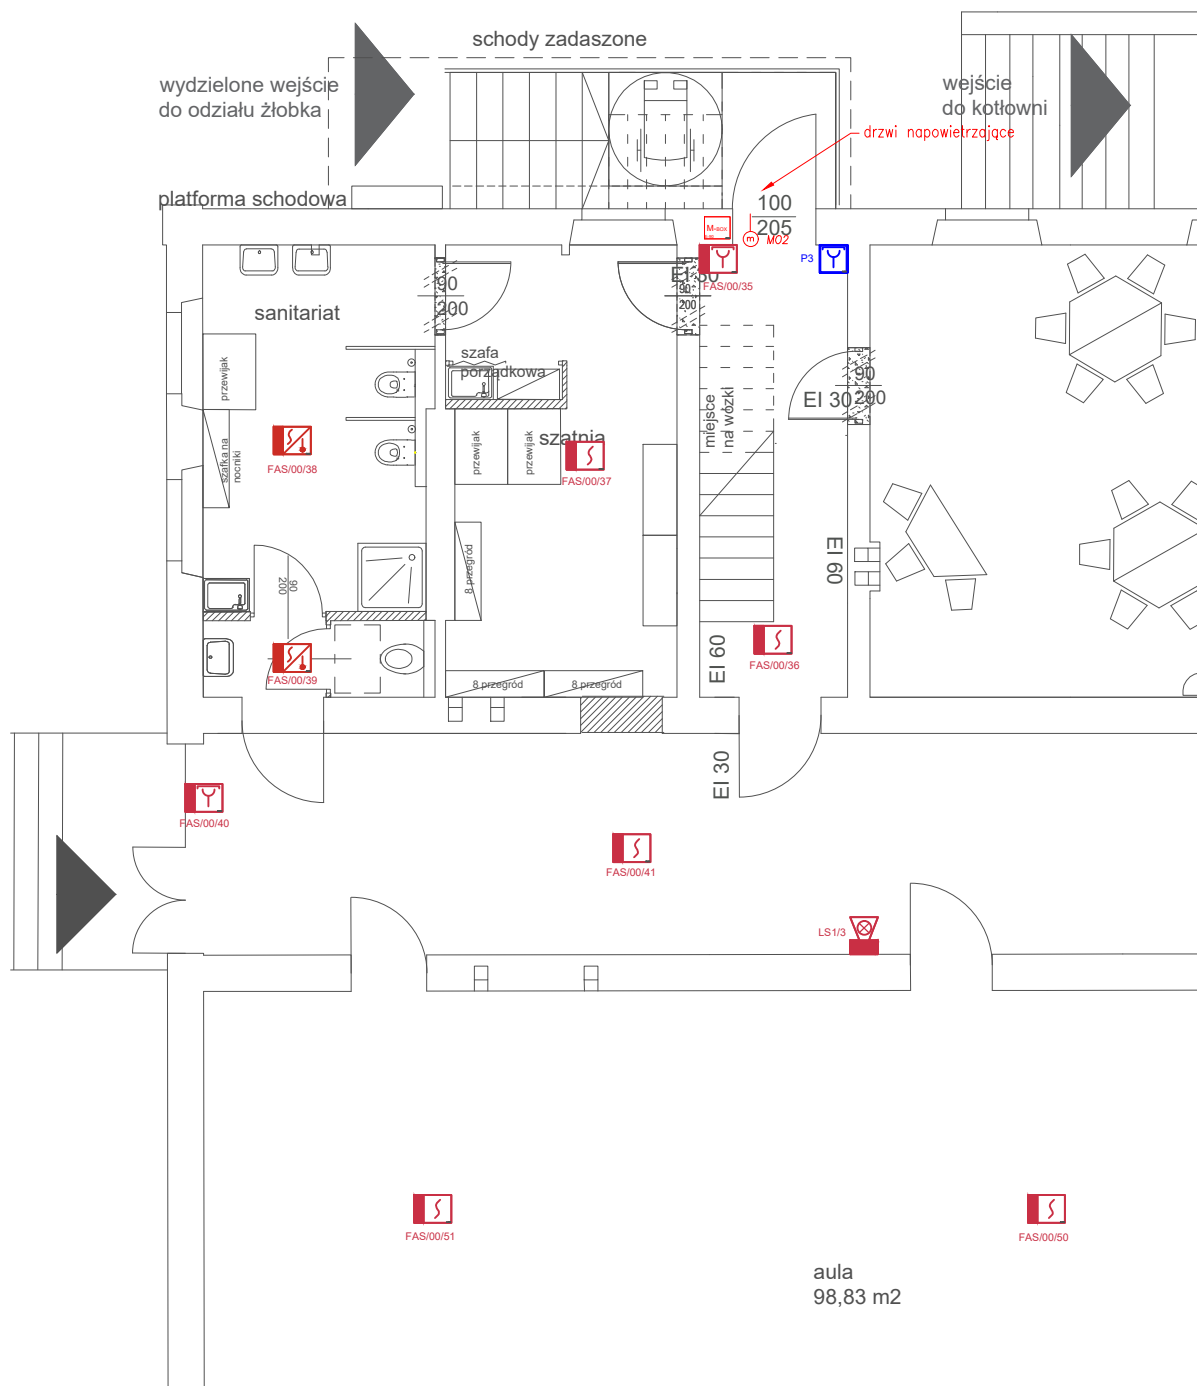 schody zadaszone
wydzielone wejście
do odziału żłobka
wejście
do kotłowni
drzwi napowietrzające
platforma schodowa
100
205
M-BOX
m
MO2
P3
EI 30
FAS/00/35
90
200
90
200
sanitariat
szafa
porządkowa
przewijak
90
200
EI 30
miejsce
na wózki
szatnia
przewijak
przewijak
FAS/00/38
FAS/00/37
szafka na
nocniki
8 przegród
EI 60
90
200
EI 60
FAS/00/36
FAS/00/39
8 przegród
8 przegród
EI 30
FAS/00/40
FAS/00/41
LS1/3
FAS/00/51
FAS/00/50
aula
98,83 m2